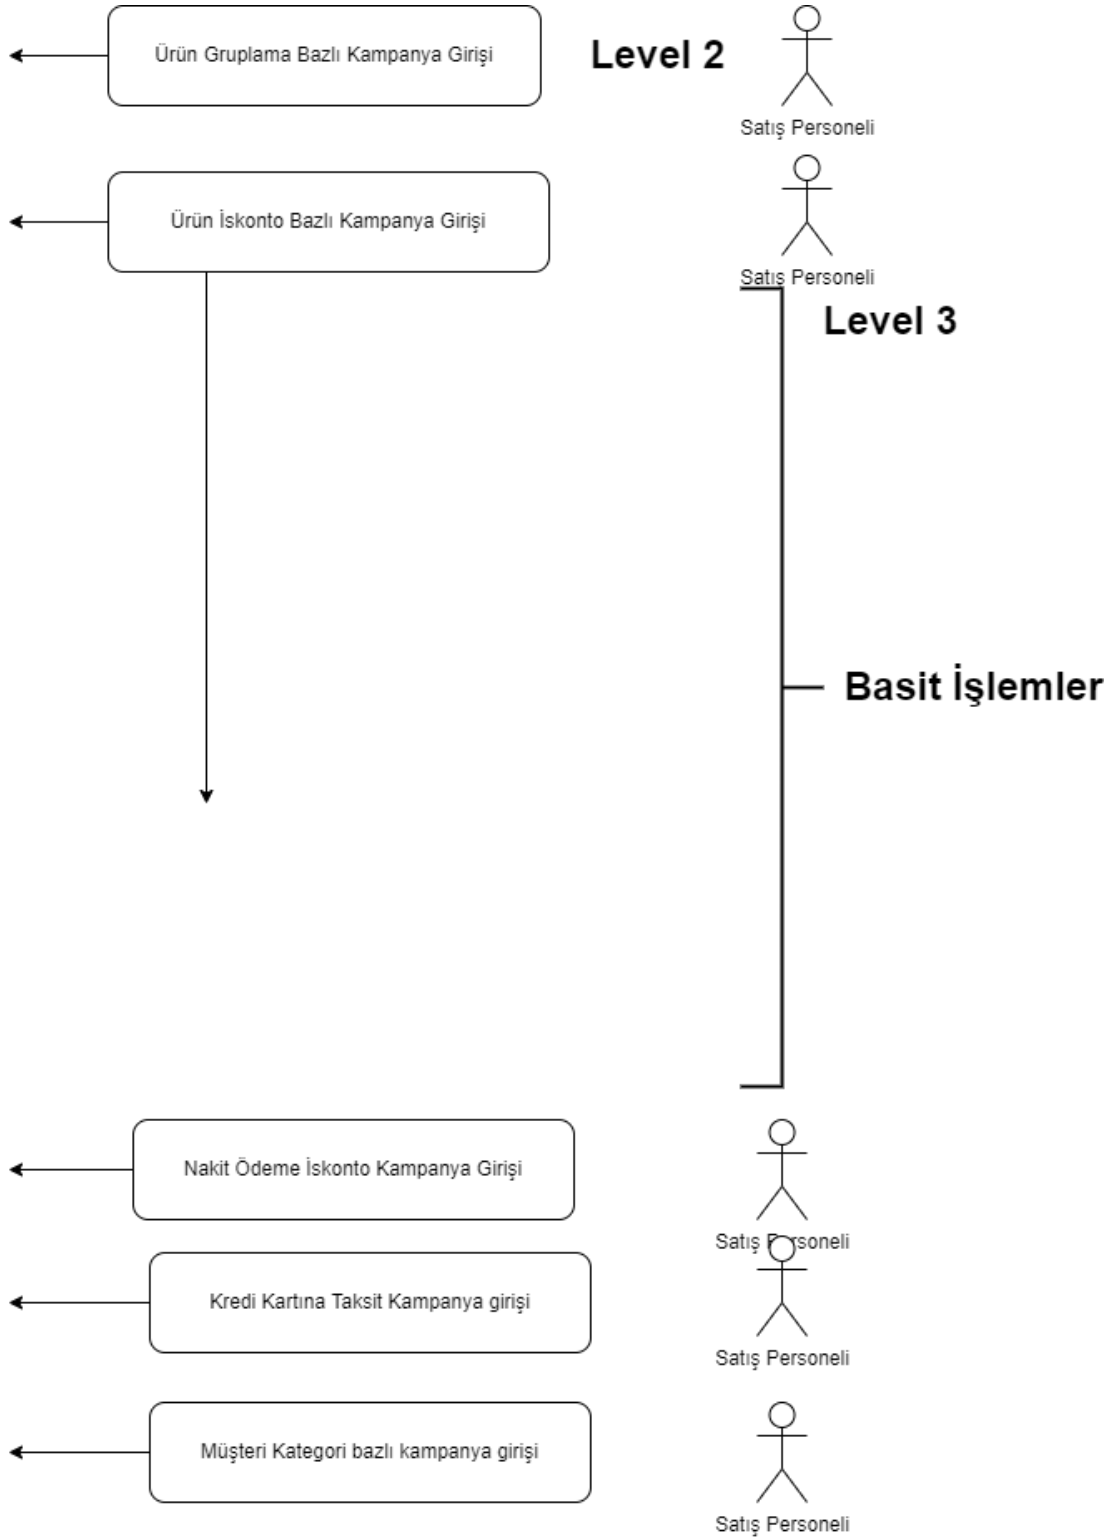 Ürün Gruplama Bazlı Kampanya Girişi
Level 2
Satış Personeli
Ürün İskonto Bazlı Kampanya Girişi
Satış Personeli
Level 3
Basit İşlemler
Nakit Ödeme İskonto Kampanya Girişi
Satış Personeli
Kredi Kartına Taksit Kampanya girişi
Satış Personeli
Müşteri Kategori bazlı kampanya girişi
Satış Personeli